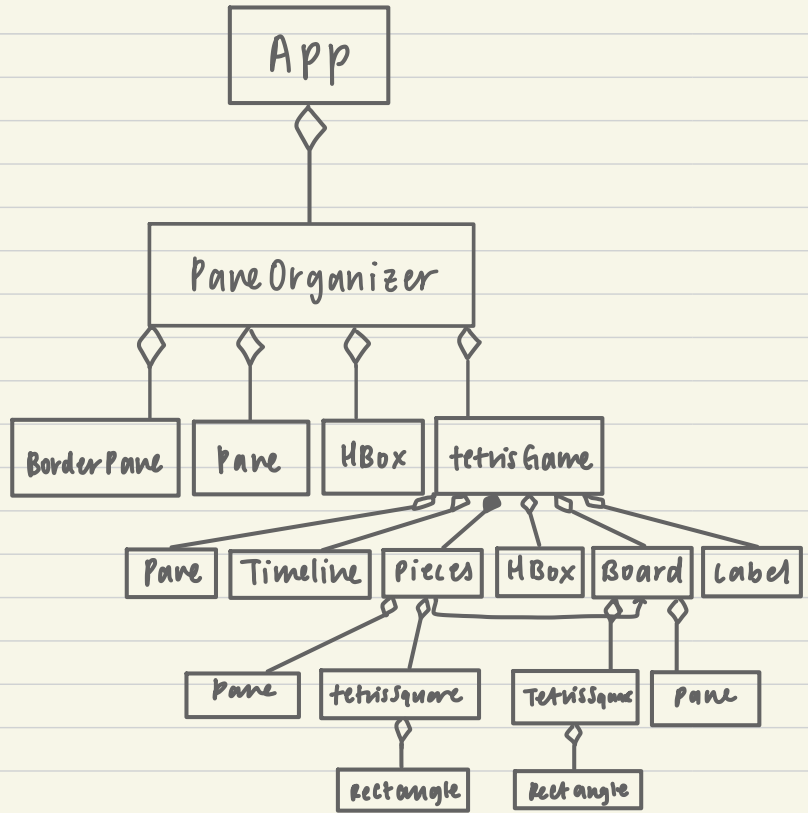 App
PaneOrganizer
BorderPane
Pane
HBox
tetrisGame
Pane
Timeline
Pieces
HBox
Board
Label
Pane
tetrisSquare
TetrisSquare
Pane
Rectangle
Rectangle